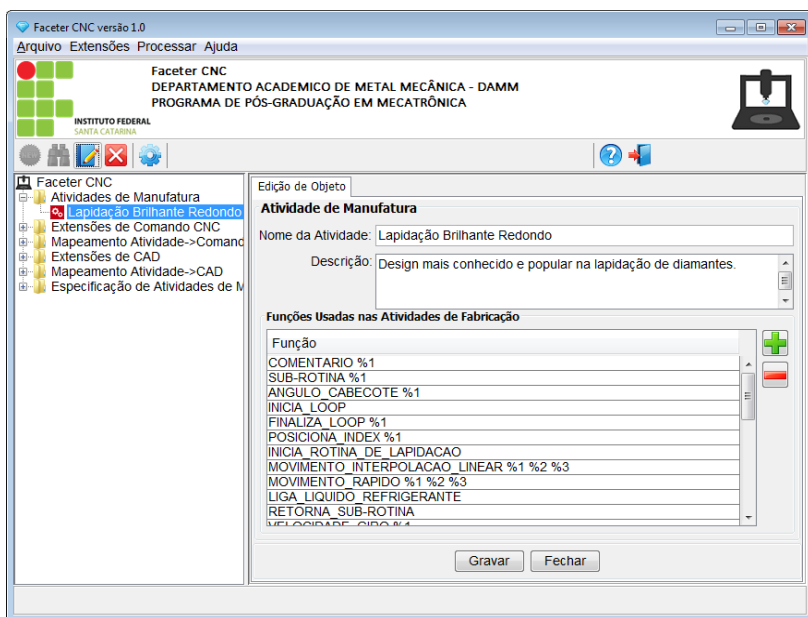 Faceter CNC versão 1.0
Arquivo Extensões Processar Ajuda
Faceter CNC
DEPARTAMENTO ACADEMICO DE METAL MECÂNICA - DAMM
PROGRAMA DE PÓS-GRADUAÇÃO EM MECATRÔNICA
INSTITUTO FEDERAL
SANTA CATARINA
Faceter CNC
Atividades de Manufatura
Lapidação Brilhante Redondo
Extensões de Comando CNC
Mapeamento Atividade->Comand
Extensões de CAD
Mapeamento Atividade->CAD
Especificação de Atividades de M
Edição de Objeto
Atividade de Manufatura
Nome da Atividade: Lapidação Brilhante Redondo
Descrição: Design mais conhecido e popular na lapidação de diamantes.
Funções Usadas nas Atividades de Fabricação
Função
COMENTARIO %1
SUB-ROTINA %1
ANGULO_CABECOTE %1
INICIA_LOOP
FINALIZA_LOOP %1
POSICIONA_INDEX %1
INICIA_ROTINA_DE_LAPIDACAO
MOVIMENTO_INTERPOLACAO_LINEAR %1 %2 %3
MOVIMENTO_RAPIDO %1 %2 %3
LIGA_LIQUIDO_REFRIGERANTE
RETORNA_SUB-ROTINA
VELOCIDADE_GIRO %1
Gravar Fechar